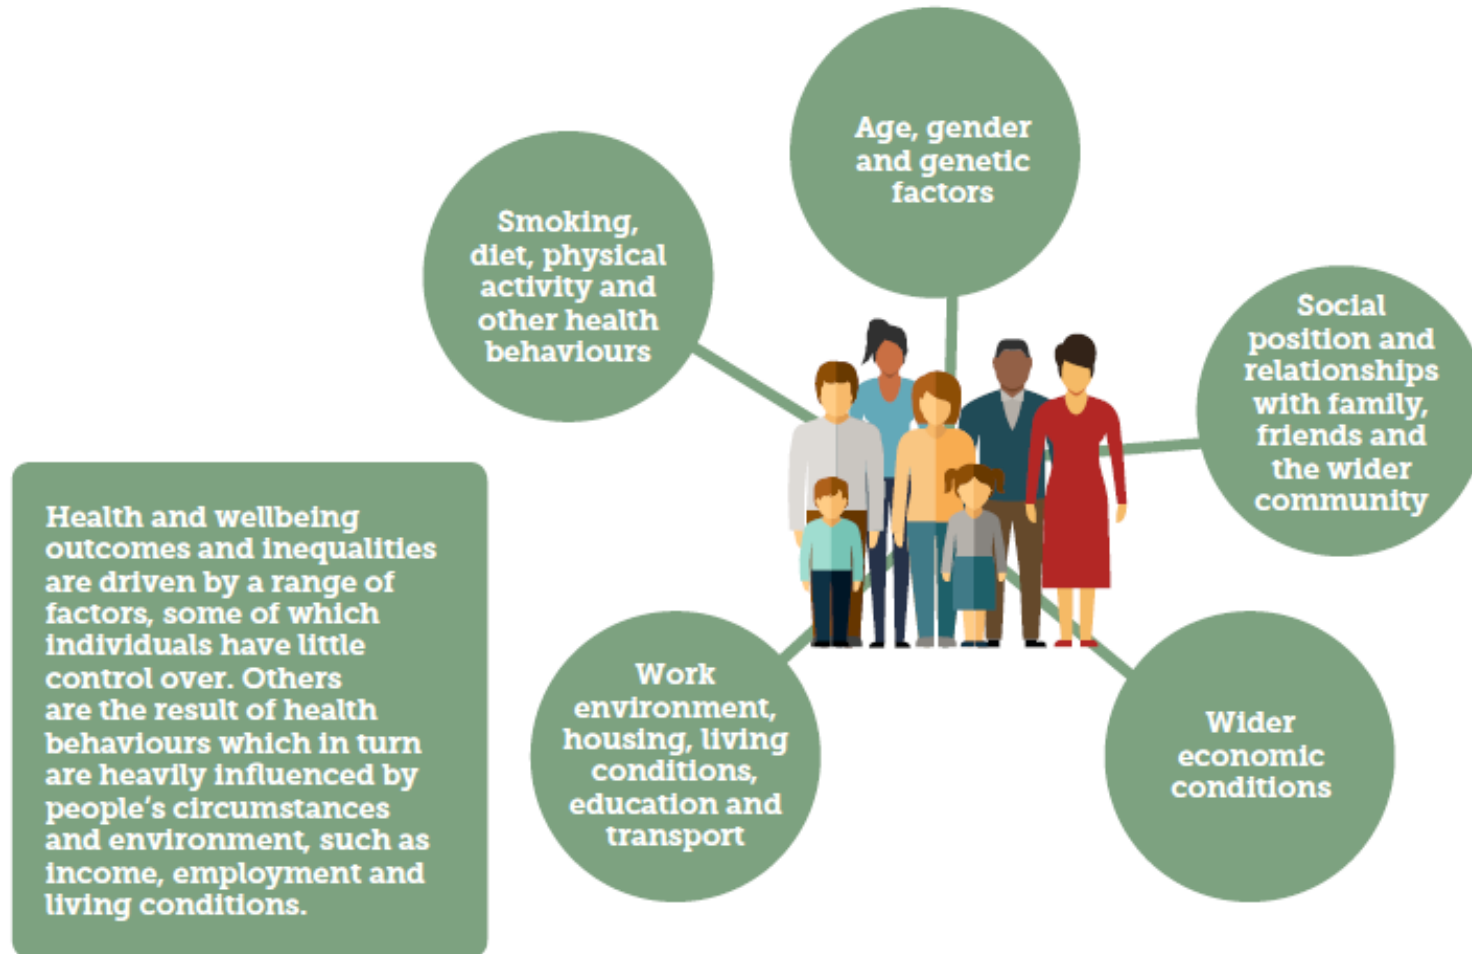 Age, gender
and genetic
factors
Smoking,
diet, physical
activity and
other health
behaviours
Social
position and
relationships
with family,
friends and
the wider
community
Health and wellbeing
outcomes and inequalities
are driven by a range of
factors, some of which
individuals have little
control over. Others
are the result of health
behaviours which in turn
are heavily influenced by
people's circumstances
and environment, such as
income, employment and
living conditions.
Work
environment,
housing, living
conditions,
education and
transport
Wider
economic
conditions